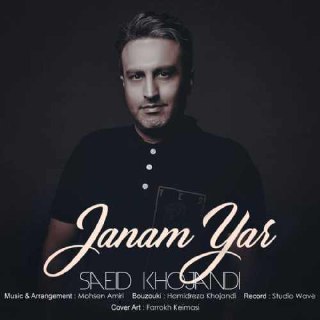 Janam Yar
SAEID KHOJANDI
Music & Arrangement : Mohsen Amiri Bouzouki : Hamidreza Khojandi Record : Studio Wave
Cover Art : Farrokh Keimasi